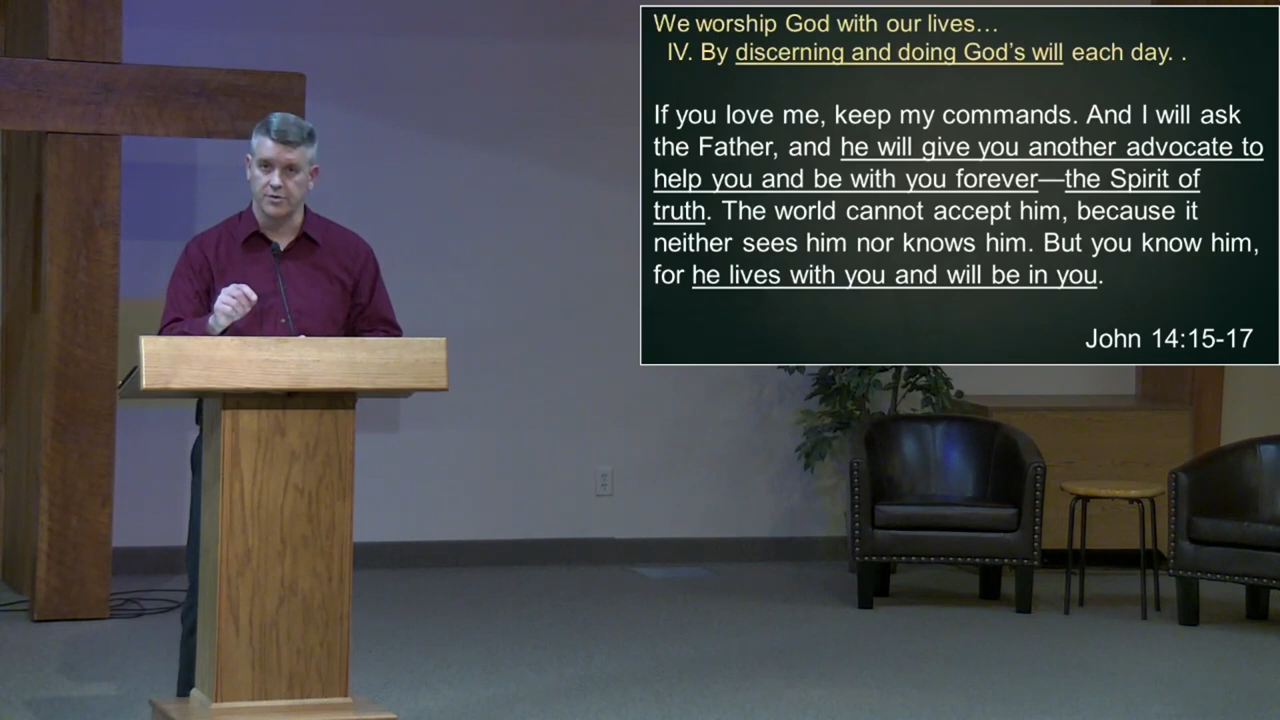 We worship God with our lives…
IV. By discerning and doing God's will each day. .
If you love me, keep my commands. And I will ask
the Father, and he will give you another advocate to
help you and be with you forever—the Spirit of
truth. The world cannot accept him, because it
neither sees him nor knows him. But you know him,
for he lives with you and will be in you.
John 14:15-17